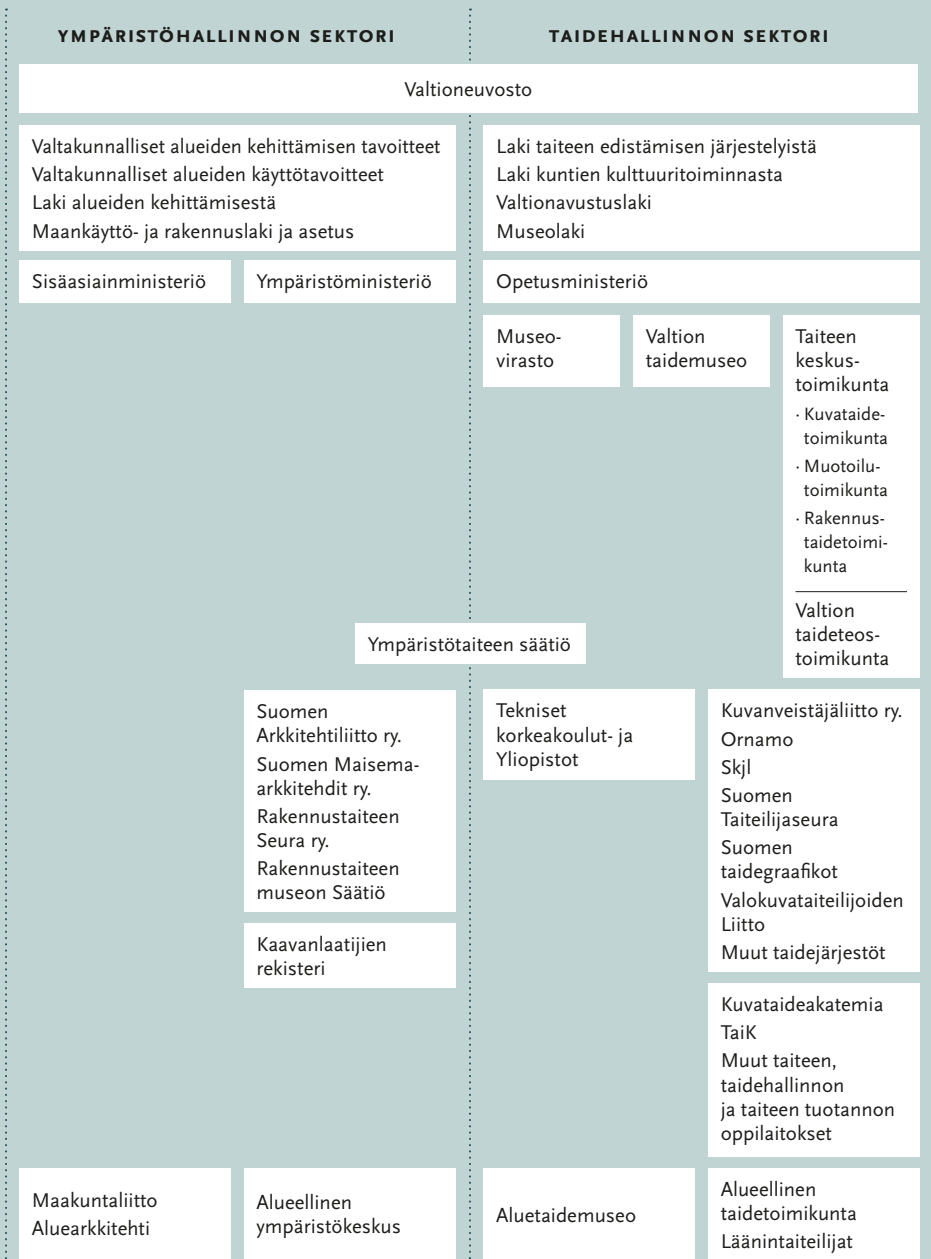 YMPÄRISTÖHALLINNON SEKTORI
TAIDEHALLINNON SEKTORI
Valtioneuvosto
Valtakunnalliset alueiden kehittämisen tavoitteet
Valtakunnalliset alueiden käyttötavoitteet
Laki alueiden kehittämisestä
Maankäyttö- ja rakennuslaki ja asetus
Laki taiteen edistämisen järjestelyistä
Laki kuntien kulttuuritoiminnasta
Valtionavustuslaki
Museolaki
Sisäasiainministeriö
Ympäristöministeriö
Opetusministeriö
Museo-
virasto
Valtion
taidemuseo
Taiteen
keskus-
toimikunta
· Kuvataide-
toimikunta
· Muotoilu-
toimikunta
· Rakennus-
taidetoimi-
kunta
Valtion
taideteos-
toimikunta
Ympäristötaiteen säätiö
Suomen
Arkkitehtiliitto ry.
Suomen Maisema-
arkkitehdit ry.
Rakennustaiteen
Seura ry.
Rakennustaiteen
museon Säätiö
Kaavanlaatijien
rekisteri
Tekniset
korkeakoulut- ja
Yliopistot
Kuvanveistäjäliitto ry.
Ornamo
Skjl
Suomen
Taiteilijaseura
Suomen
taidegraafikot
Valokuvataiteilijoiden
Liitto
Muut taidejärjestöt
Kuvataideakatemia
TaiK
Muut taiteen,
taidehallinnon
ja taiteen tuotannon
oppilaitokset
Maakuntaliitto
Aluearkkitehti
Alueellinen
ympäristökeskus
Aluetaidemuseo
Alueellinen
taidetoimikunta
Läänintaiteilijat